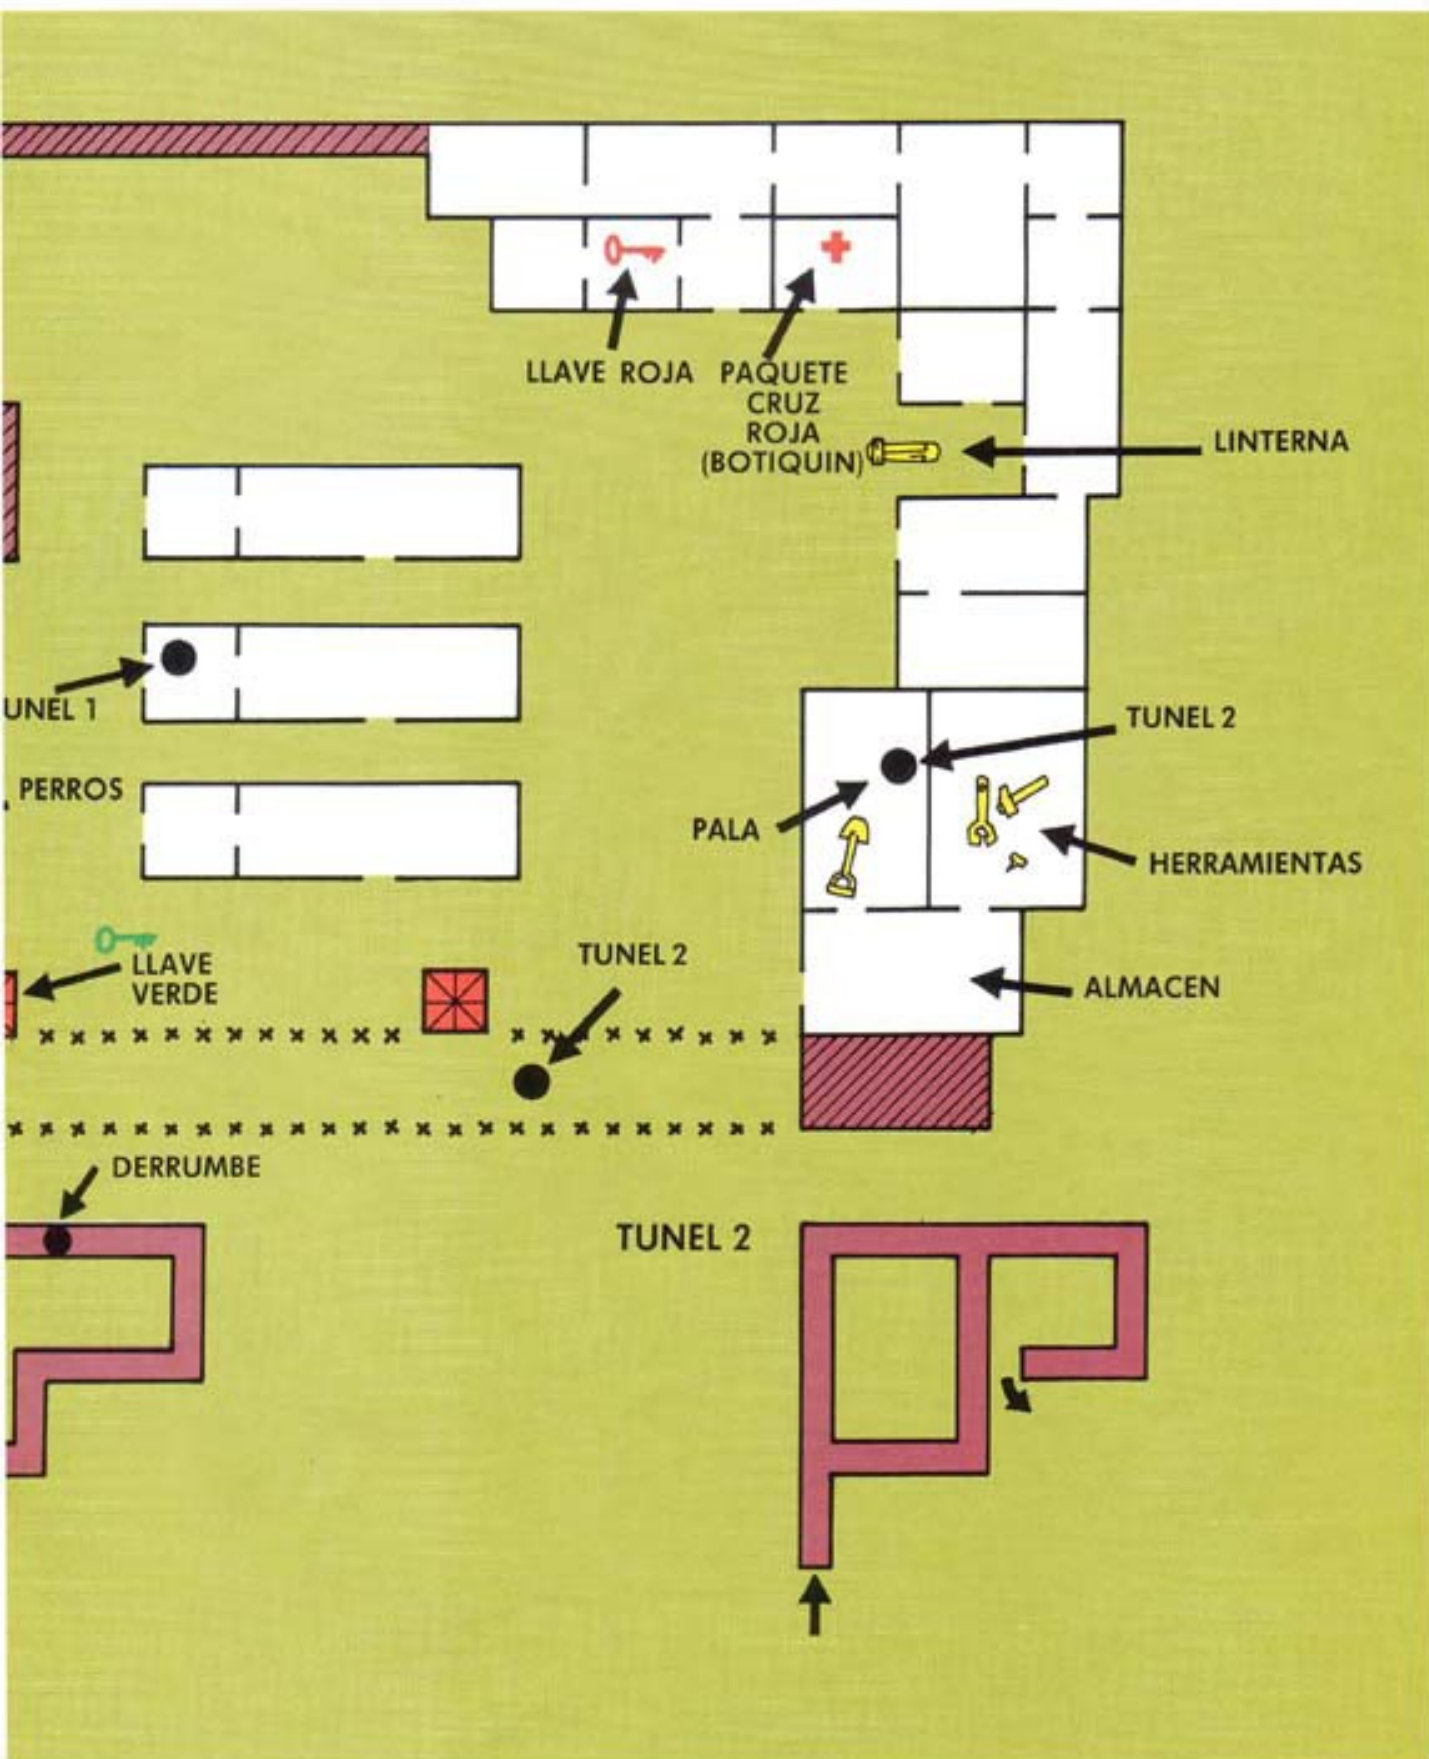 LLAVE ROJA
PAQUETE
CRUZ
ROJA
(BOTIQUIN)
LINTERNA
UNEL 1
TUNEL 2
PERROS
PALA
HERRAMIENTAS
LLAVE
VERDE
TUNEL 2
ALMACEN
DERRUMBE
TUNEL 2